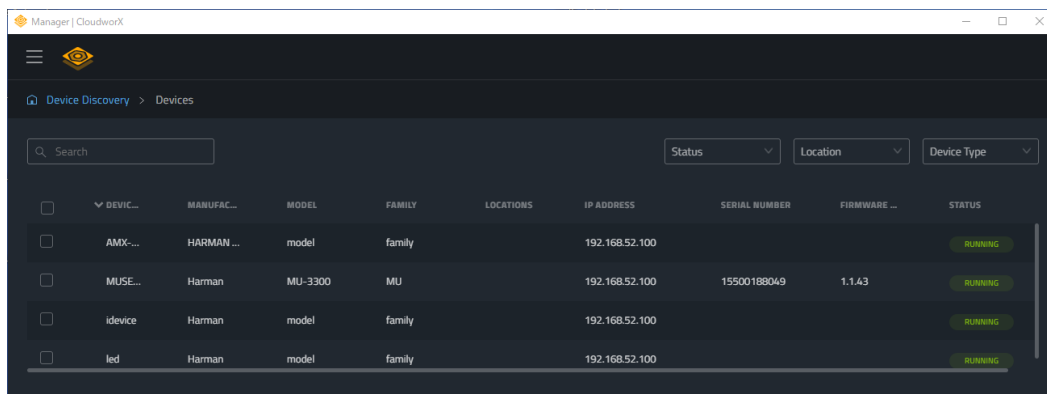 Manager | CloudworX
Device Discovery > Devices
Search Status Location Device Type
DEVIC... MANUFAC... MODEL FAMILY LOCATIONS IP ADDRESS SERIAL NUMBER FIRMWARE ... STATUS
AMX-... HARMAN ... model family 192.168.52.100 RUNNING
MUSE... Harman MU-3300 MU 192.168.52.100 15500188049 1.1.43 RUNNING
idevice Harman model family 192.168.52.100 RUNNING
led Harman model family 192.168.52.100 RUNNING